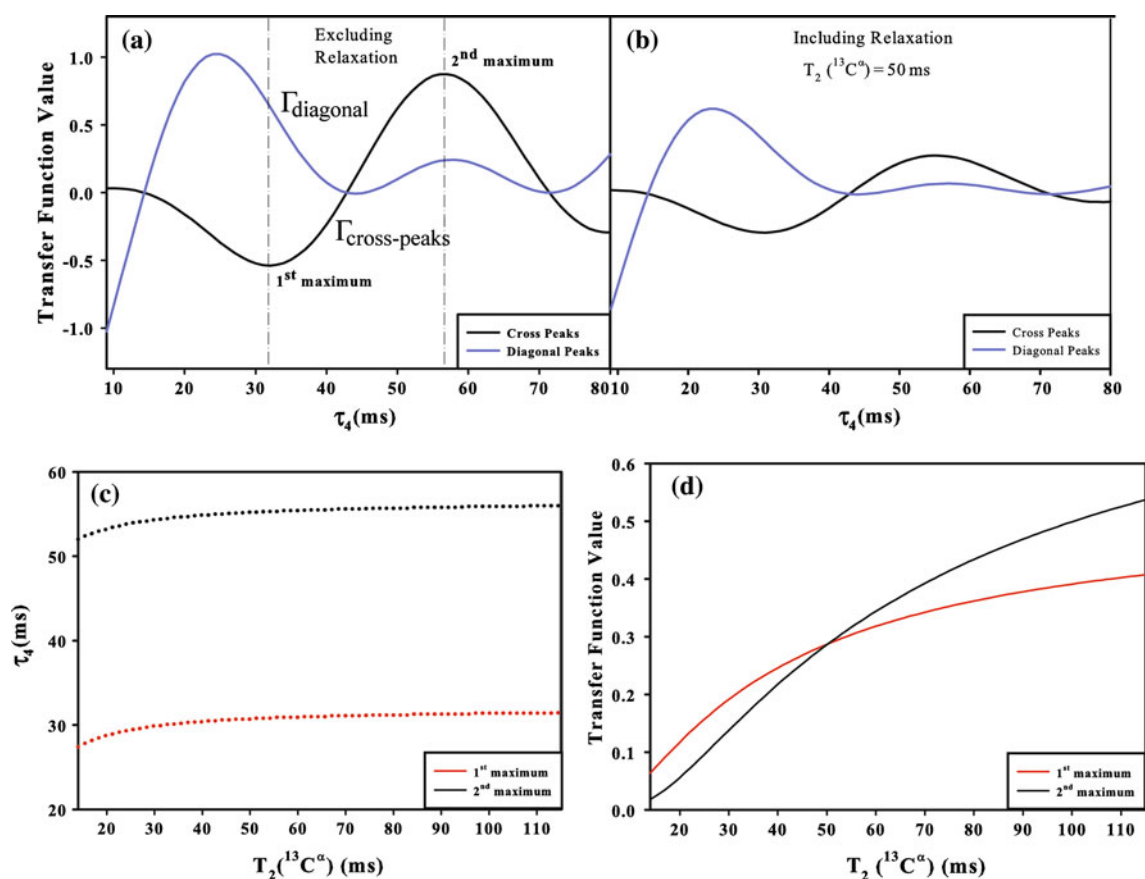 (a)
Excluding
Relaxation
2nd maximum
Γdiagonal
Γcross-peaks
1st maximum
Cross Peaks
Diagonal Peaks
Transfer Function Value
1.0
0.5
0.0
-0.5
-1.0
10 20 30 40 50 60 70 80
τ4(ms)
(b)
Including Relaxation
T2 (13Cα) = 50 ms
Cross Peaks
Diagonal Peaks
10 20 30 40 50 60 70 80
τ4(ms)
(c)
τ4(ms)
60
50
40
30
20
1st maximum
2nd maximum
20 30 40 50 60 70 80 90 100 110
T2(13Cα) (ms)
(d)
Transfer Function Value
0.6
0.5
0.4
0.3
0.2
0.1
0.0
1st maximum
2nd maximum
20 30 40 50 60 70 80 90 100 110
T2 (13Cα) (ms)